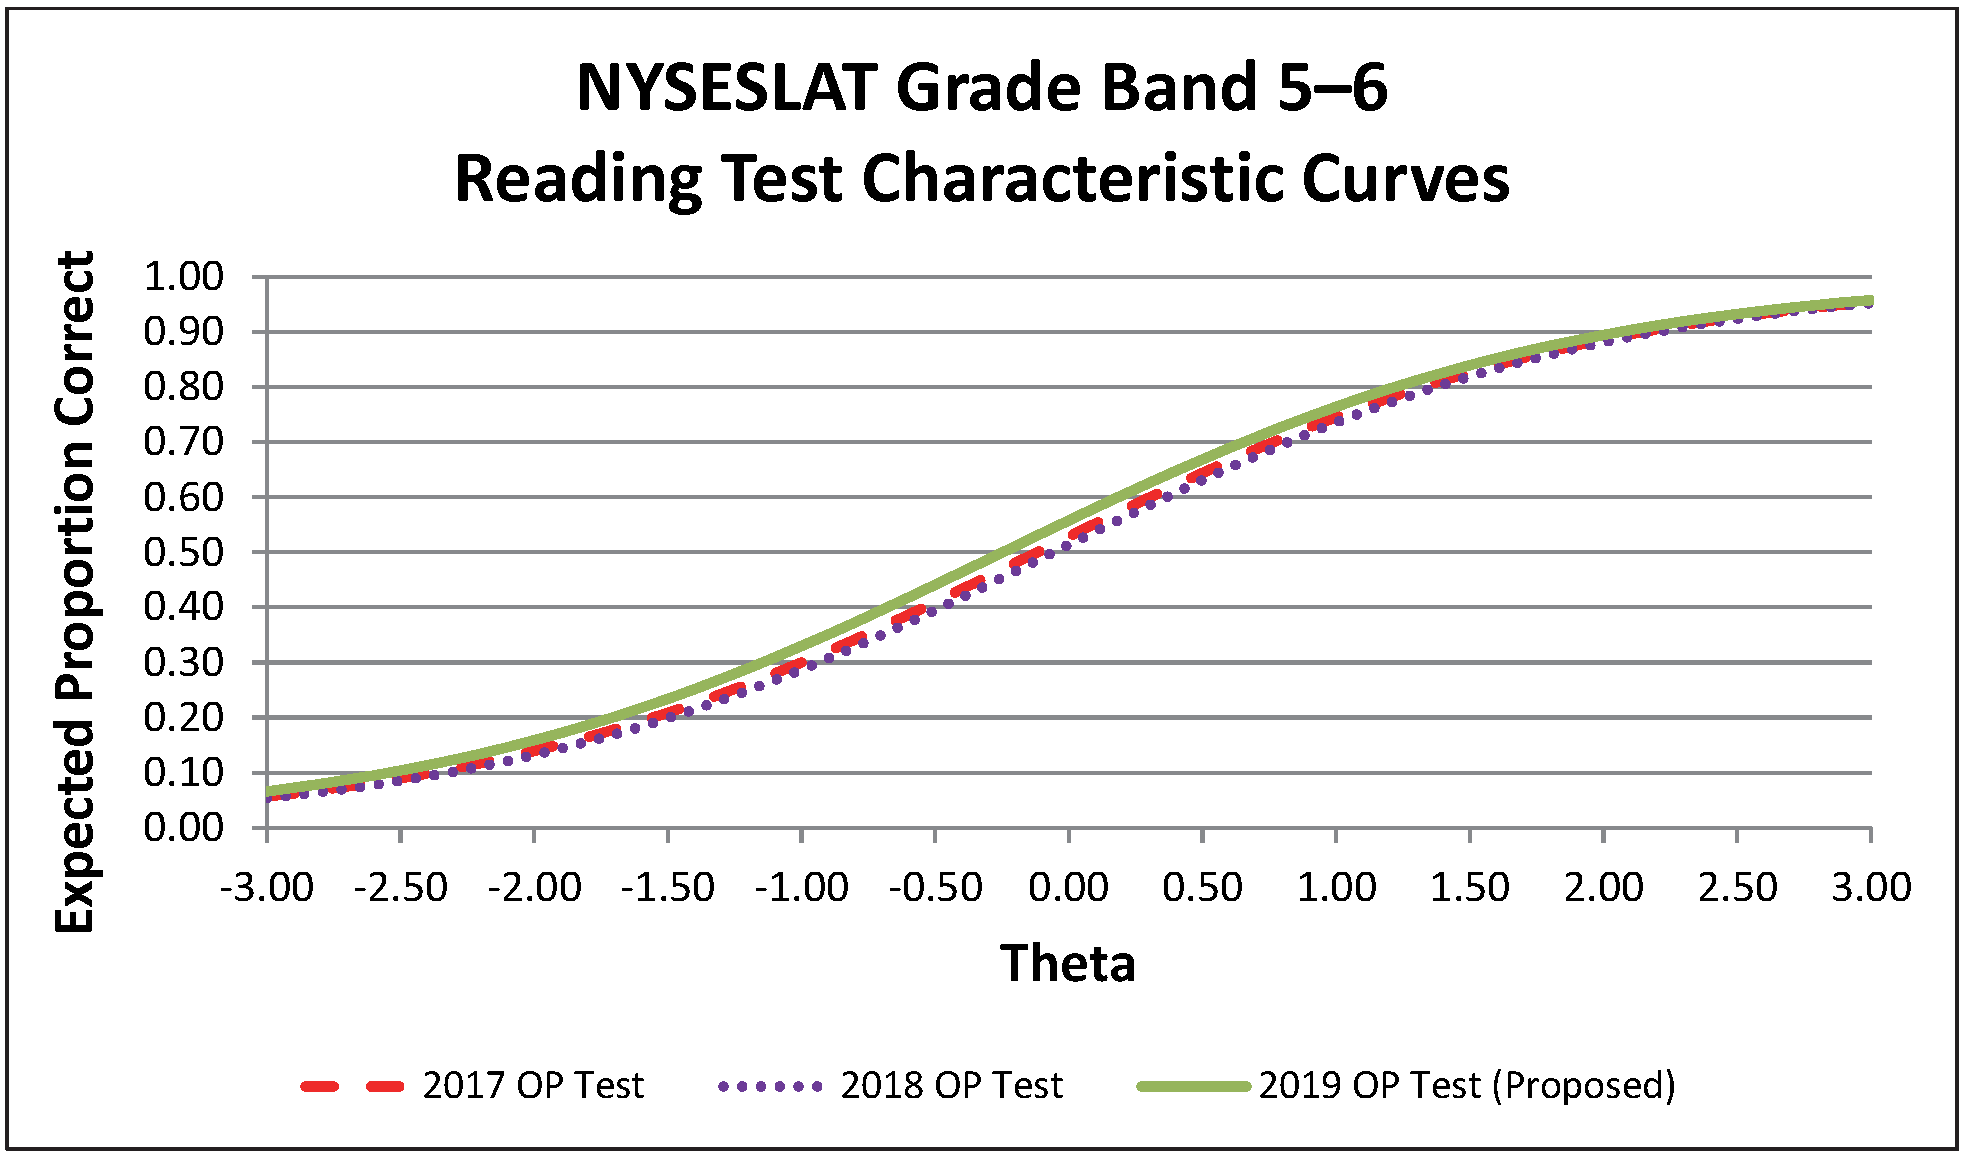 NYSESLAT Grade Band 5–6
Reading Test Characteristic Curves
Expected Proportion Correct
1.00
0.90
0.80
0.70
0.60
0.50
0.40
0.30
0.20
0.10
0.00
-3.00 -2.50 -2.00 -1.50 -1.00 -0.50 0.00 0.50 1.00 1.50 2.00 2.50 3.00
Theta
2017 OP Test 2018 OP Test 2019 OP Test (Proposed)